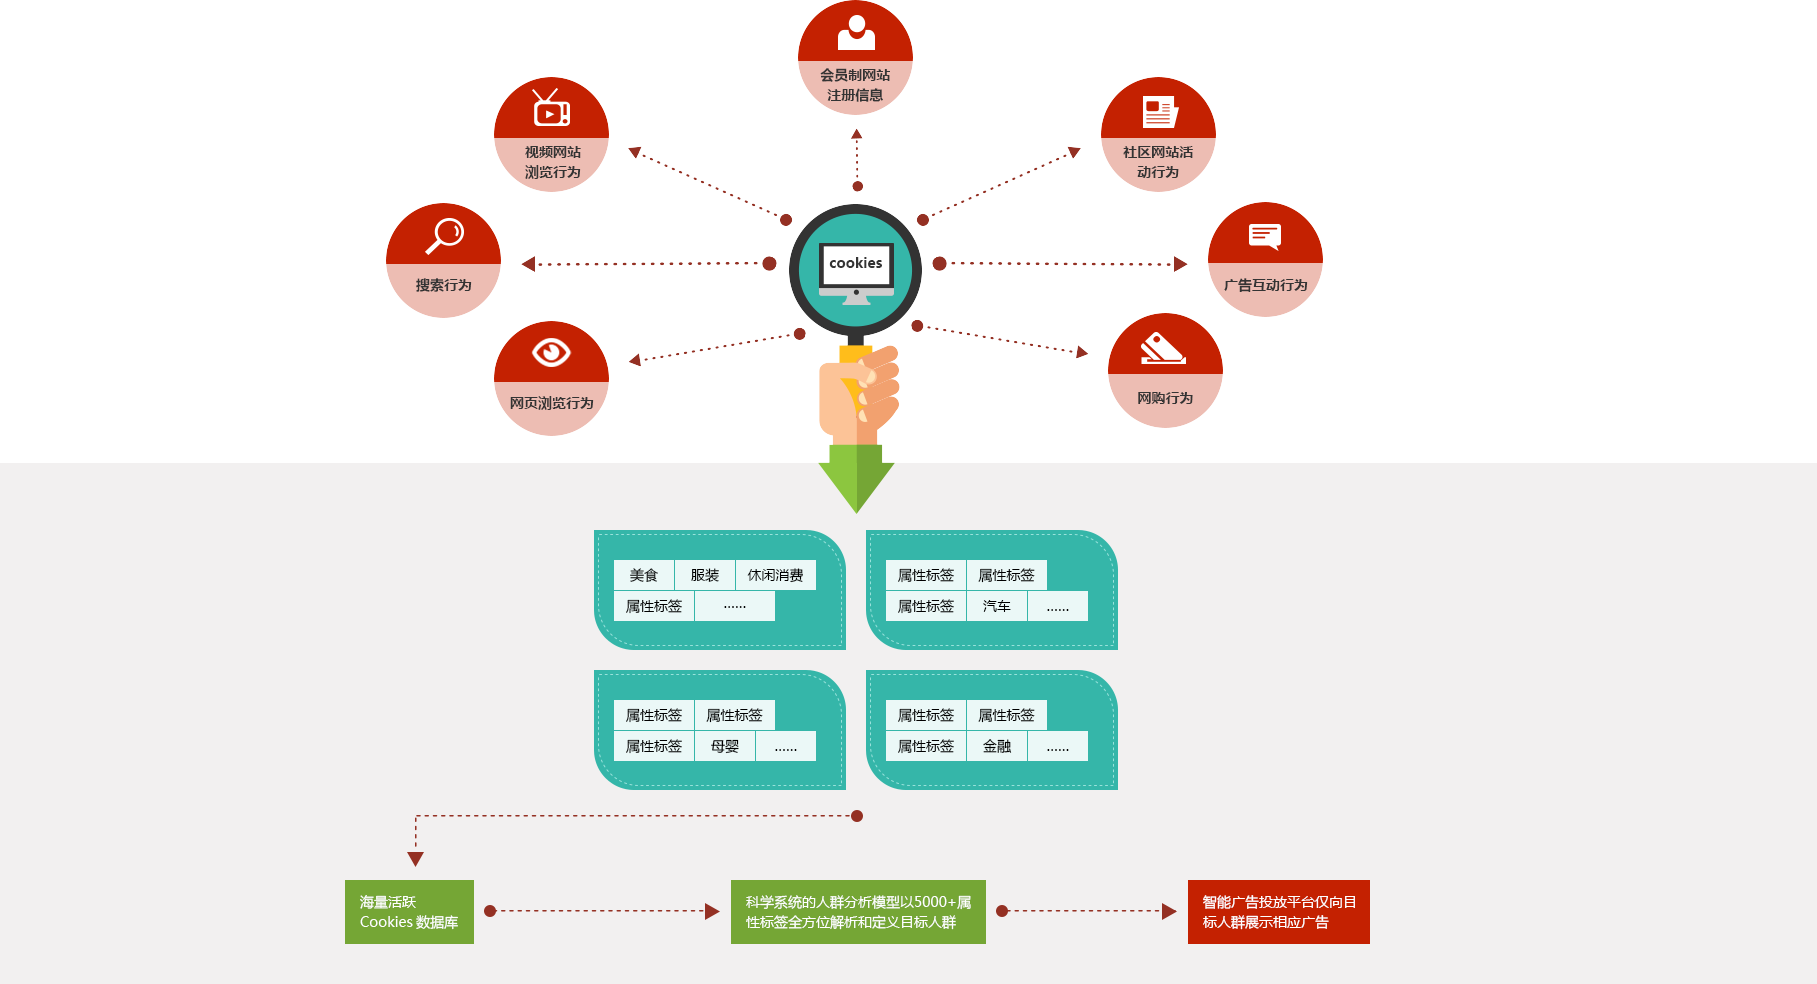 会员制网站
注册信息
视频网站
浏览行为
社区网站活
动行为
cookies
搜索行为
广告互动行为
网页浏览行为
网购行为
美食 服装 休闲消费
属性标签 ......
属性标签 属性标签
属性标签 汽车 ......
属性标签 属性标签
属性标签 母婴 ......
属性标签 属性标签
属性标签 金融 ......
海量活跃
Cookies 数据库
科学系统的人群分析模型以5000+属
性标签全方位解析和定义目标人群
智能广告投放平台仅向目
标人群展示相应广告